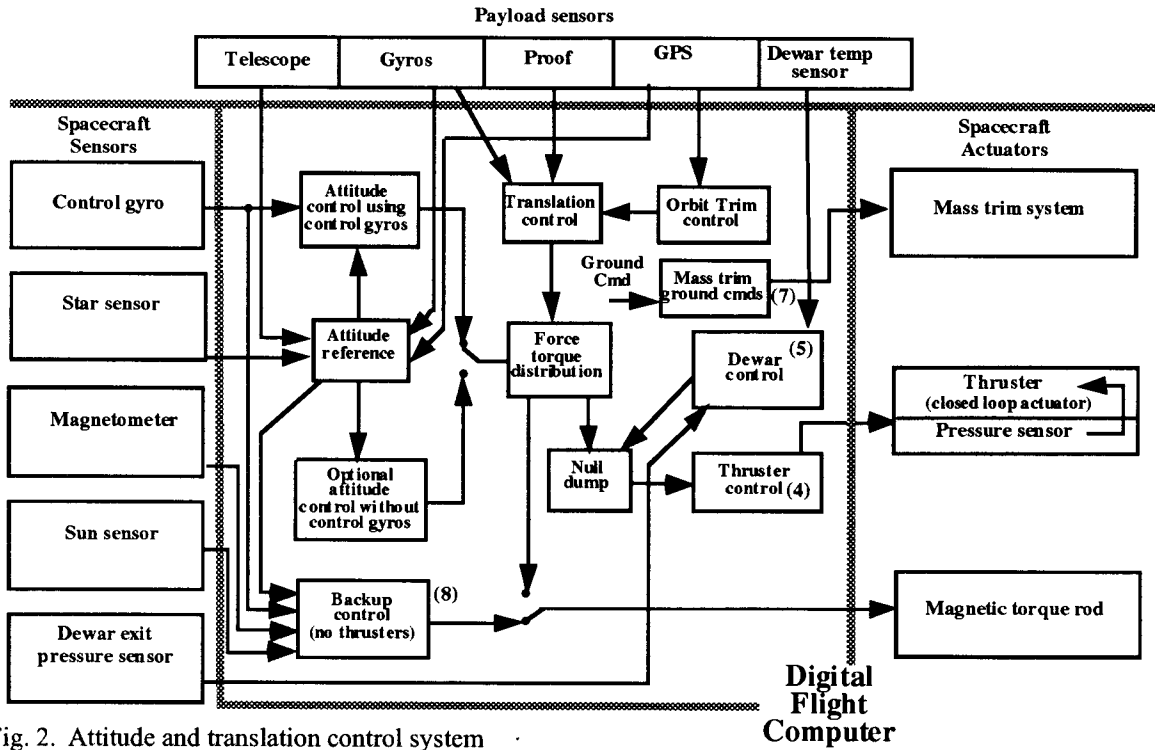 Payload sensors
Telescope
Gyros
Proof
GPS
Dewar temp
sensor
Spacecraft
Sensors
Spacecraft
Actuators
Control gyro
Attitude
control using
control gyros
Translation
control
Orbit Trim
control
Mass trim system
Ground
Cmd
Mass trim
ground cmds
(7)
Star sensor
Attitude
reference
Force
torque
distribution
Dewar
control
(5)
Thruster
(closed loop actuator)
Pressure sensor
Magnetometer
Optional
attitude
control without
control gyros
Null
dump
Thruster
control
(4)
Sun sensor
Backup
control
(no thrusters)
(8)
Magnetic torque rod
Dewar exit
pressure sensor
Digital
Flight
Computer
ig. 2. Attitude and translation control system